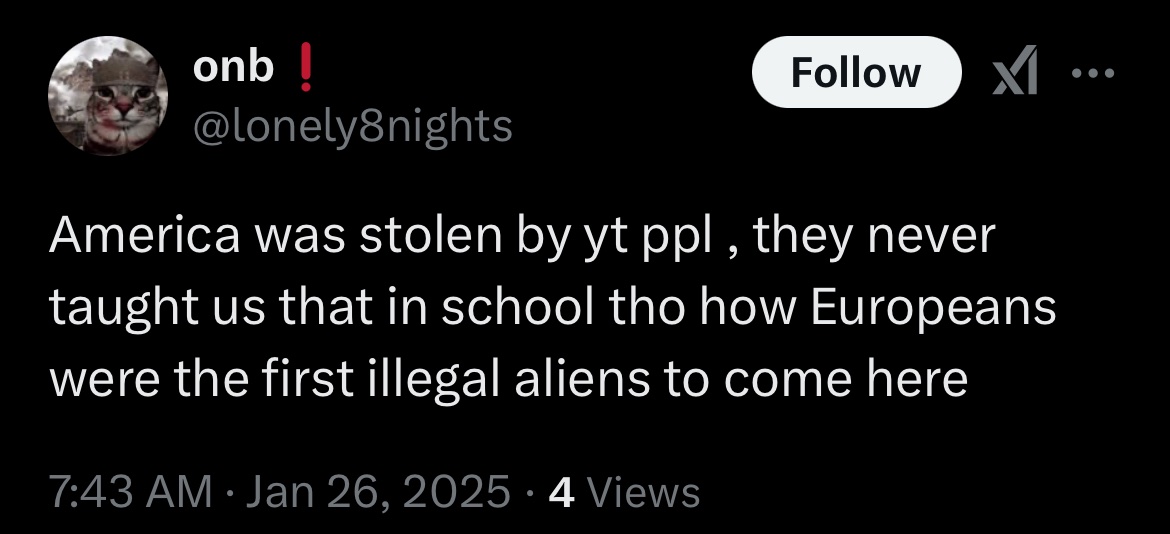 onb❗
Follow
@lonely8nights
America was stolen by yt ppl , they never
taught us that in school tho how Europeans
were the first illegal aliens to come here
7:43 AM · Jan 26, 2025 · 4 Views